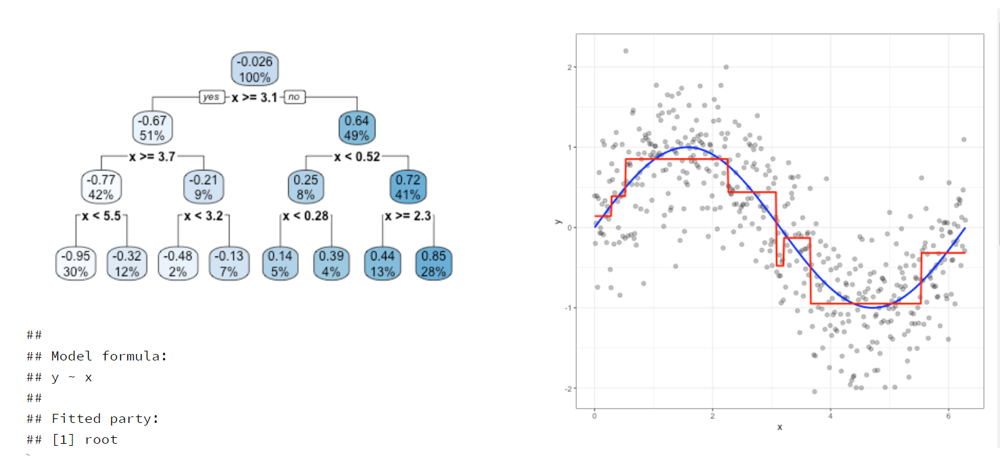 -0.026
100%
yes x >= 3.1 no
-0.67 0.64
51% 49%
x >= 3.7 x < 0.52
-0.77 -0.21 0.25 0.72
42% 9% 8% 41%
x < 5.5 x < 3.2 x < 0.28 x >= 2.3
-0.95 -0.32 -0.48 -0.13 0.14 0.39 0.44 0.85
30% 12% 2% 7% 5% 4% 13% 28%
##
## Model formula:
## y ~ x
##
## Fitted party:
## [1] root
2
1
0
-1
-2
y
0 2 4 6
x